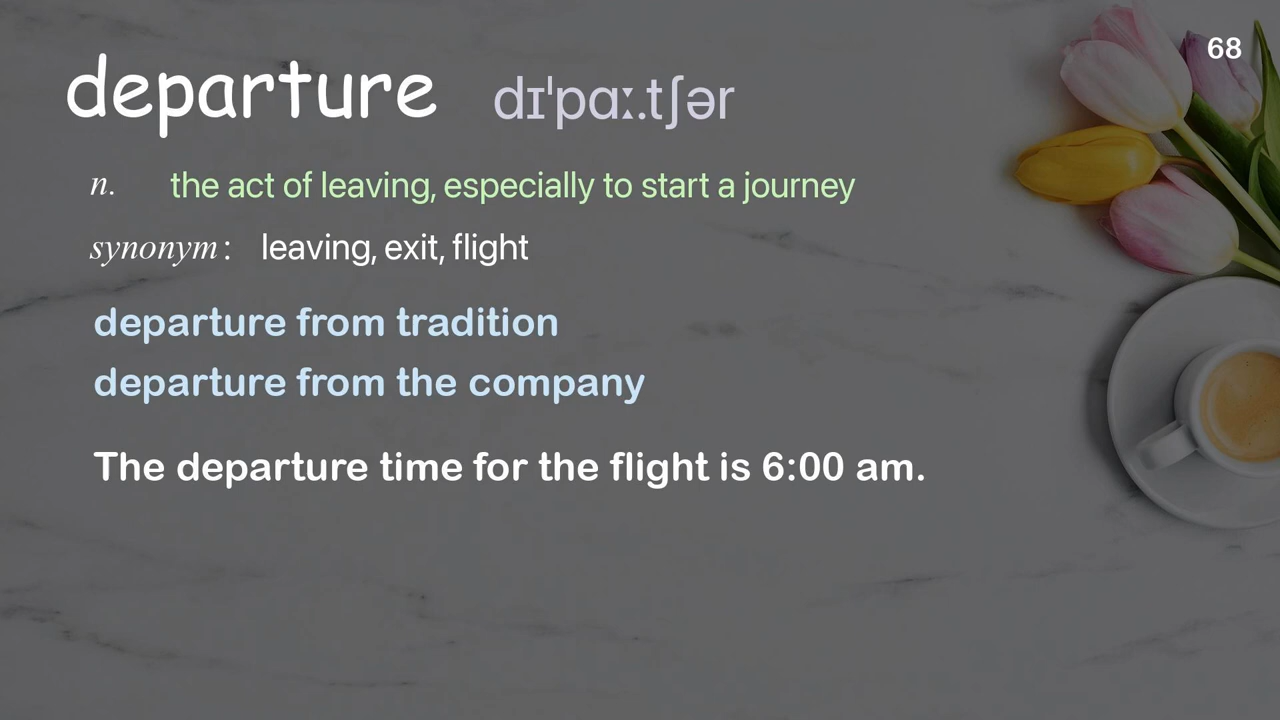 68
departure dɪˈpɑː.tʃər
n. the act of leaving, especially to start a journey
synonym: leaving, exit, flight
departure from tradition
departure from the company
The departure time for the flight is 6:00 am.